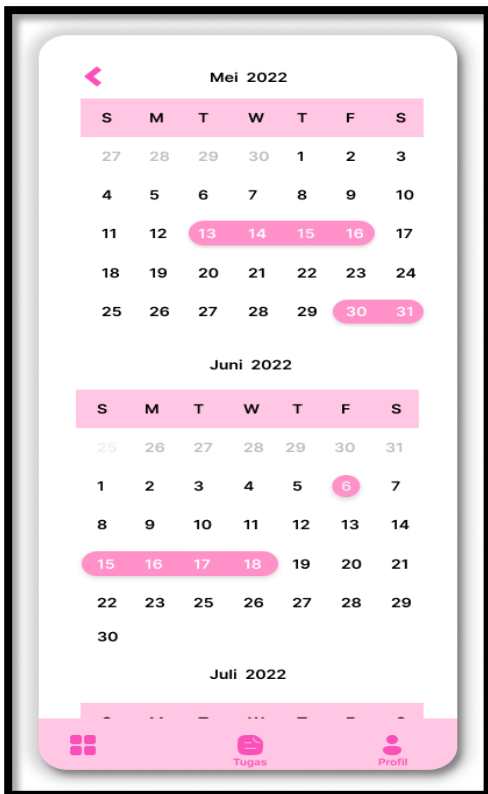 Mei 2022
S M T W T F S
27 28 29 30 1 2 3
4 5 6 7 8 9 10
11 12 13 14 15 16 17
18 19 20 21 22 23 24
25 26 27 28 29 30 31
Juni 2022
S M T W T F S
25 26 27 28 29 30 31
1 2 3 4 5 6 7
8 9 10 11 12 13 14
15 16 17 18 19 20 21
22 23 25 26 27 28 29
30
Juli 2022
Tugas Profil